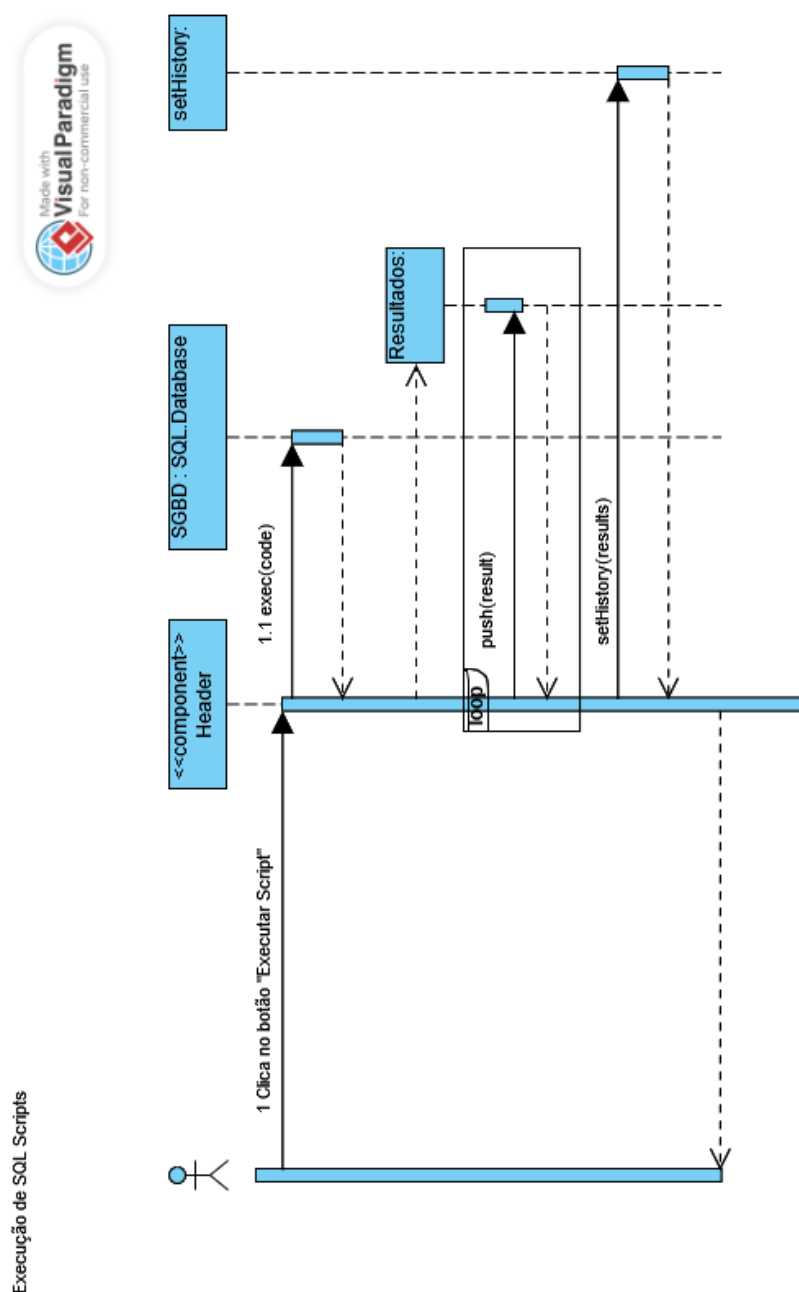 Execução de SQL Scripts
Made with
Visual Paradigm
For non-commercial use
<<component>>
Header
SGBD : SQL.Database
setHistory:
1 Clica no botão "Executar Script"
1.1 exec(code)
Resultados:
loop
push(result)
setHistory(results)